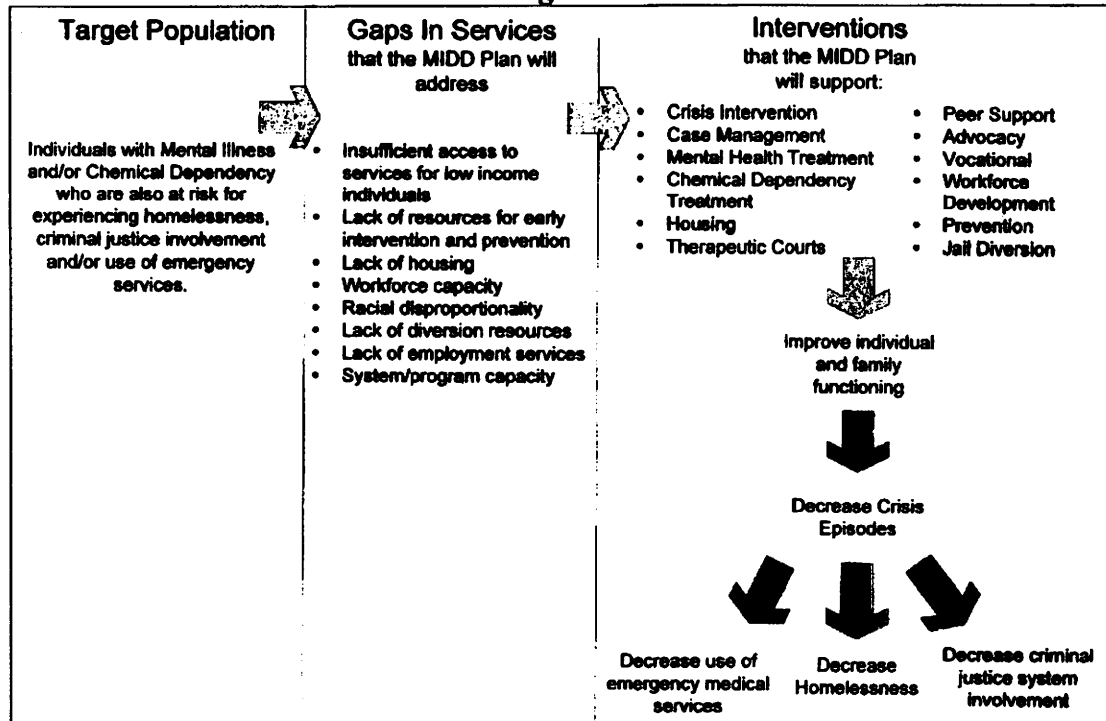 Target Population
Individuals with Mental Illness
and/or Chemical Dependency
who are also at risk for
experiencing homelessness,
criminal justice involvement
and/or use of emergency
services.
Gaps In Services
that the MIDD Plan will
address
• Insufficient access to
services for low income
individuals
• Lack of resources for early
intervention and prevention
• Lack of housing
• Workforce capacity
• Racial disproportionality
• Lack of diversion resources
• Lack of employment services
• System/program capacity
Interventions
that the MIDD Plan
will support:
• Crisis Intervention
• Case Management
• Mental Health Treatment
• Chemical Dependency
Treatment
• Housing
• Therapeutic Courts
• Peer Support
• Advocacy
• Vocational
• Workforce
Development
• Prevention
• Jail Diversion
Improve individual
and family
functioning
Decrease Crisis
Episodes
Decrease use of
emergency medical
services
Decrease
Homelessness
Decrease criminal
justice system
involvement